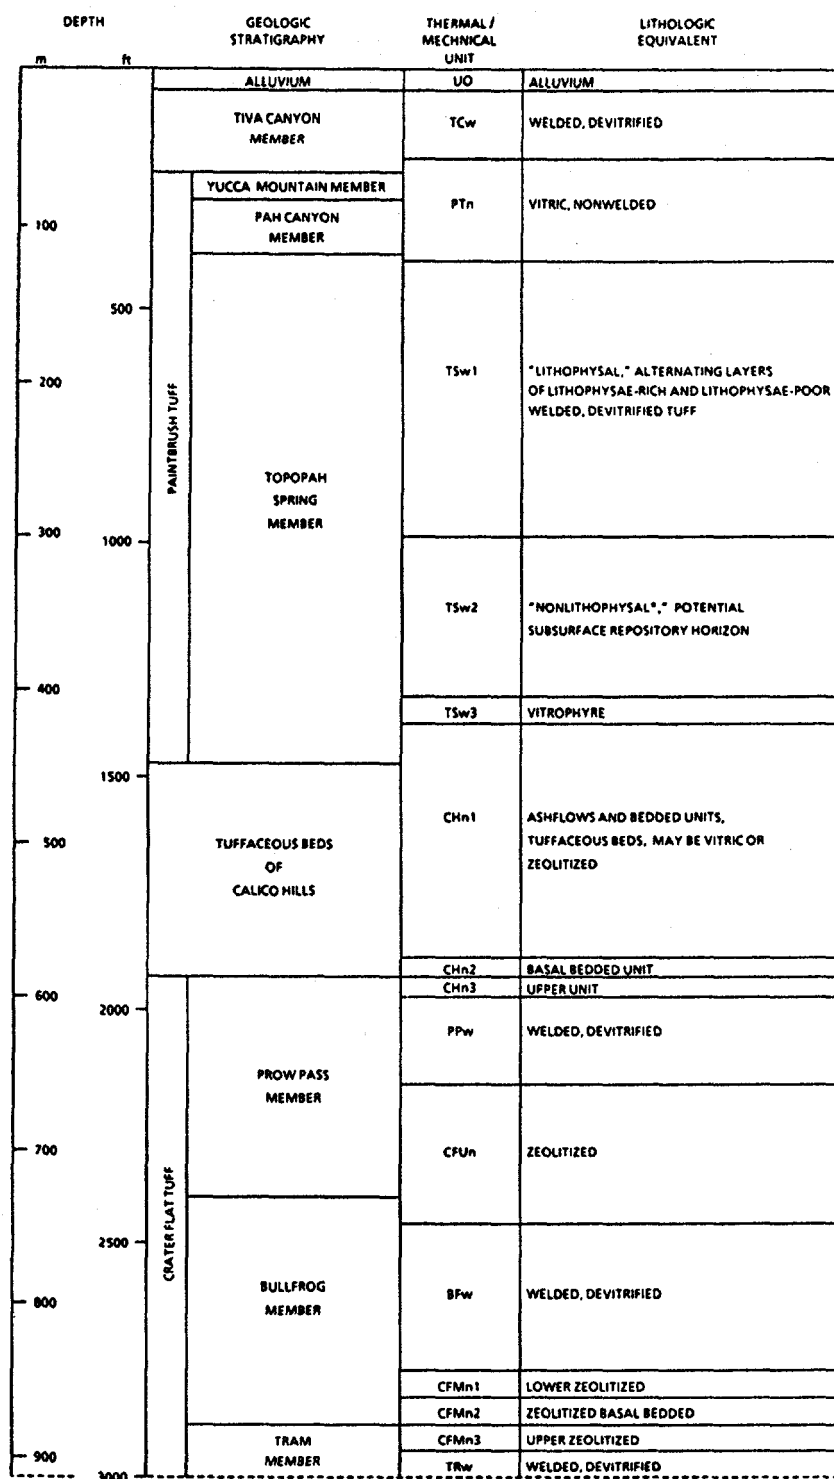 DEPTH
GEOLOGIC
STRATIGRAPHY
THERMAL /
MECHNICAL
UNIT
LITHOLOGIC
EQUIVALENT
m
ft
ALLUVIUM
UO
ALLUVIUM
TIVA CANYON
MEMBER
TCw
WELDED, DEVITRIFIED
YUCCA MOUNTAIN MEMBER
PAH CANYON
MEMBER
PTn
VITRIC, NONWELDED
100
500
200
300
1000
400
PAINTBRUSH TUFF
TOPOPAH
SPRING
MEMBER
TSw1
"LITHOPHYSAL," ALTERNATING LAYERS
OF LITHOPHYSAE-RICH AND LITHOPHYSAE-POOR
WELDED, DEVITRIFIED TUFF
TSw2
"NONLITHOPHYSAL"," POTENTIAL
SUBSURFACE REPOSITORY HORIZON
TSw3
VITROPHYRE
1500
500
TUFFACEOUS BEDS
OF
CALICO HILLS
CHn1
ASHFLOWS AND BEDDED UNITS,
TUFFACEOUS BEDS, MAY BE VITRIC OR
ZEOLITIZED
CHn2
BASAL BEDDED UNIT
CHn3
UPPER UNIT
600
2000
700
2500
800
CRATER FLAT TUFF
PROW PASS
MEMBER
PPw
WELDED, DEVITRIFIED
CFUn
ZEOLITIZED
BULLFROG
MEMBER
BFw
WELDED, DEVITRIFIED
CFMn1
LOWER ZEOLITIZED
CFMn2
ZEOLITIZED BASAL BEDDED
TRAM
MEMBER
CFMn3
UPPER ZEOLITIZED
900
3000
TRw
WELDED, DEVITRIFIED